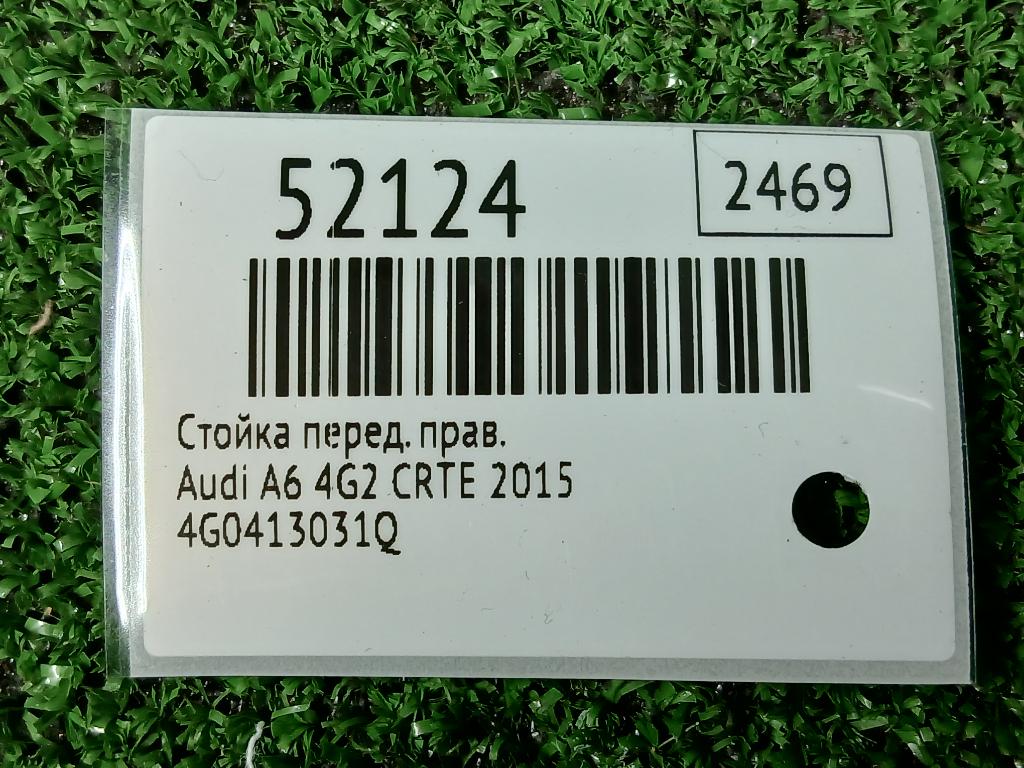 52124
2469
Стойка перед. прав.
Audi A6 4G2 CRTE 2015
4G0413031Q